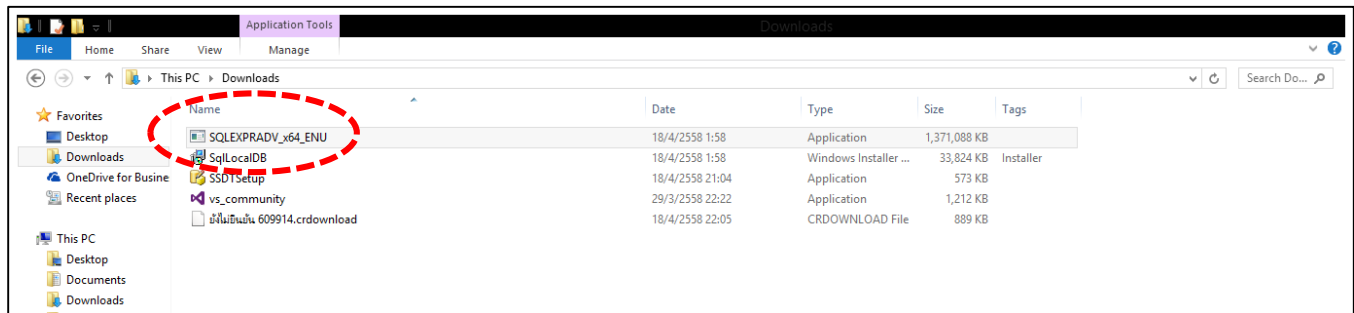 Application Tools
Downloads
File Home Share View Manage
This PC Downloads Search Do...
Favorites
Desktop
Downloads
OneDrive for Busine
Recent places
This PC
Desktop
Documents
Downloads
Name Date Type Size Tags
SQLEXPRADV_x64_ENU 18/4/2558 1:58 Application 1,371,088 KB
SqlLocalDB 18/4/2558 1:58 Windows Installer ... 33,824 KB Installer
SSDTSetup 18/4/2558 21:04 Application 573 KB
vs_community 29/3/2558 22:22 Application 1,212 KB
ยังไม่ยืนยัน 609914.crdownload 18/4/2558 22:05 CRDOWNLOAD File 889 KB